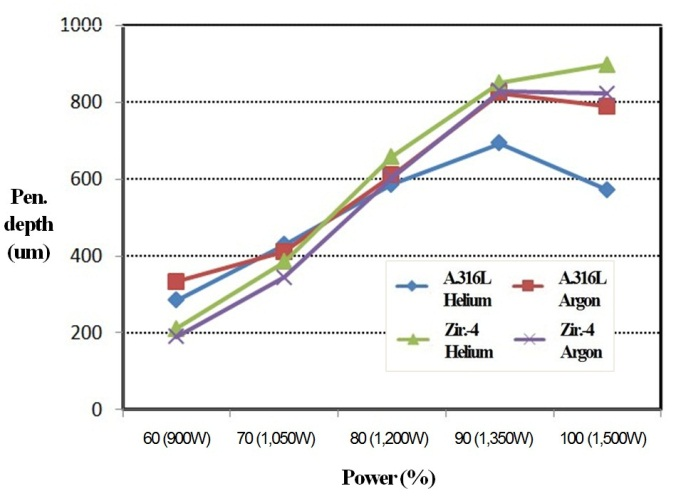 1000
800
600
400
200
0
Pen.
depth
(um)
A.316L
Helium
A.316L
Argon
Zir.-4
Helium
Zir.-4
Argon
60 (900W) 70 (1,050W) 80 (1,200W) 90 (1,350W) 100 (1,500W)
Power (%)